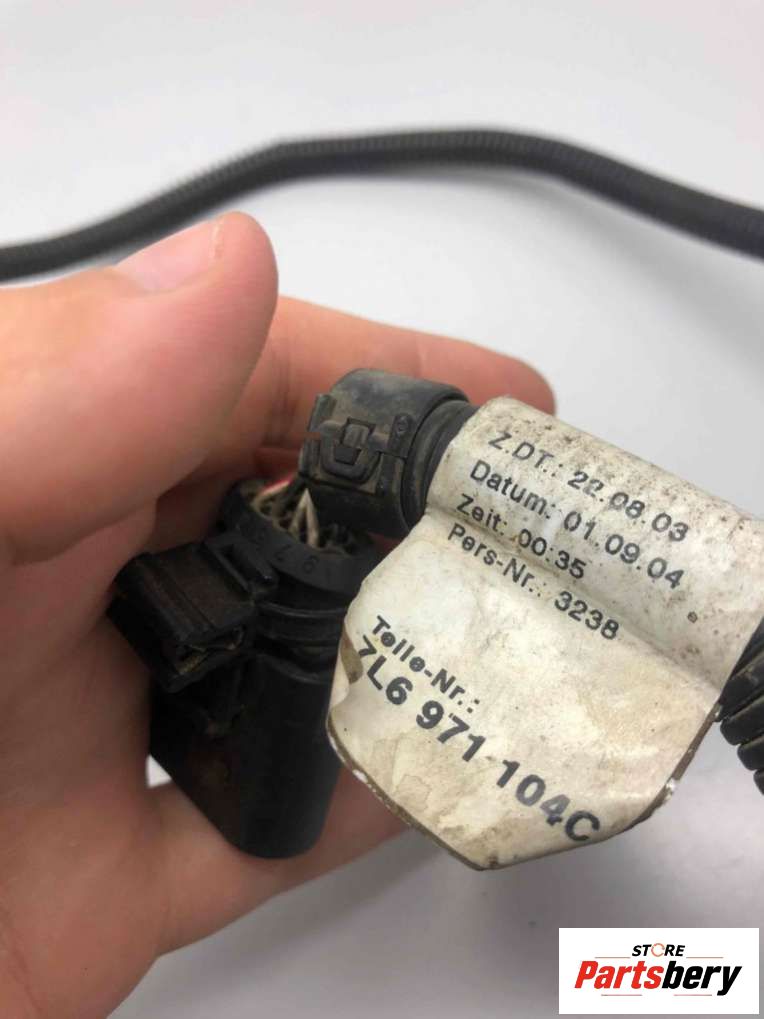 Z.DT.: 22.08.03
Datum: 01.09.04
Zeit: 00:35
Pers-Nr.: 3238
Teile-Nr.:
7L6 971 104C
STORE
Partsbery